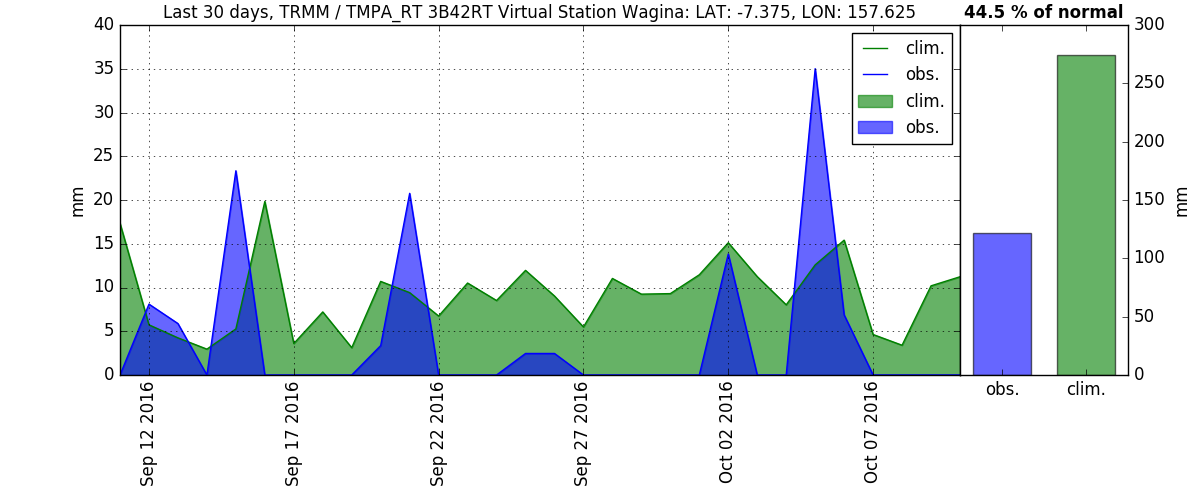 Last 30 days, TRMM / TMPA_RT 3B42RT Virtual Station Wagina: LAT: -7.375, LON: 157.625
44.5 % of normal
40
35
30
25
20
15
10
5
0
mm
clim.
obs.
clim.
obs.
Sep 12 2016
Sep 17 2016
Sep 22 2016
Sep 27 2016
Oct 02 2016
Oct 07 2016
300
250
200
150
100
50
0
mm
obs.
clim.